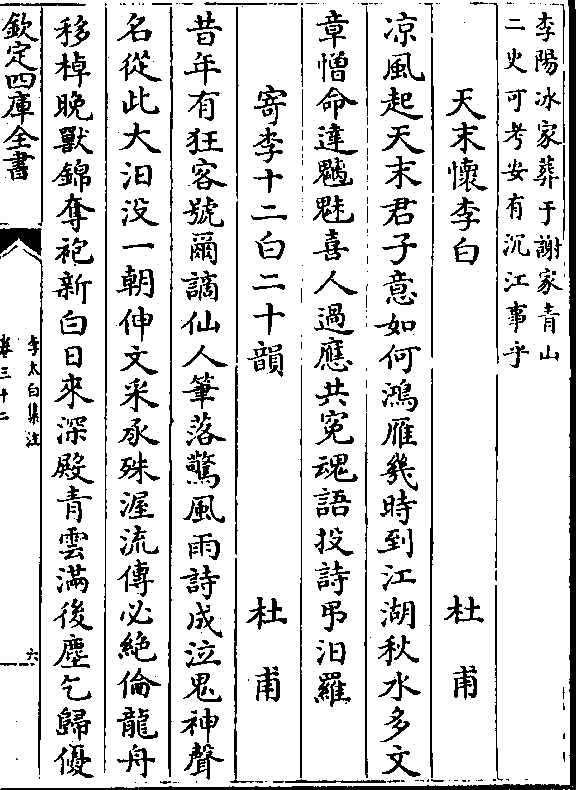 李陽冰家葬于謝家青山
二史可考安有沉江事乎
天末懷李白　杜甫
凉風起天末君子意如何鴻雁幾時到江湖秋水多文
章憎命達魑魅喜人過應共冤魂語投詩弔汨羅
寄李十二白二十韻　杜甫
昔年有狂客號爾謫仙人筆落驚風雨詩成泣鬼神聲
名從此大汨没一朝伸文采承殊渥流傳必絶倫龍舟
移棹晚獸錦奪袍新白日來深殿青雲滿後塵乞歸優
欽定四庫全書
李太白集注
卷三十二
六